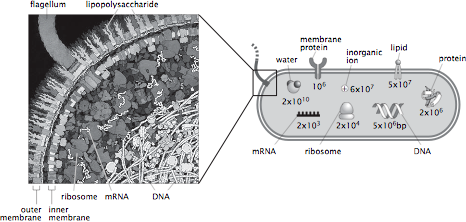 flagellum
lipopolysaccharide
ribosome
mRNA
DNA
outer
membrane
inner
membrane
water
2x10¹⁰
membrane
protein
10⁶
inorganic
ion
6x10⁷
lipid
5x10⁷
protein
2x10⁶
mRNA
2x10³
ribosome
2x10⁴
5x10⁶bp
DNA